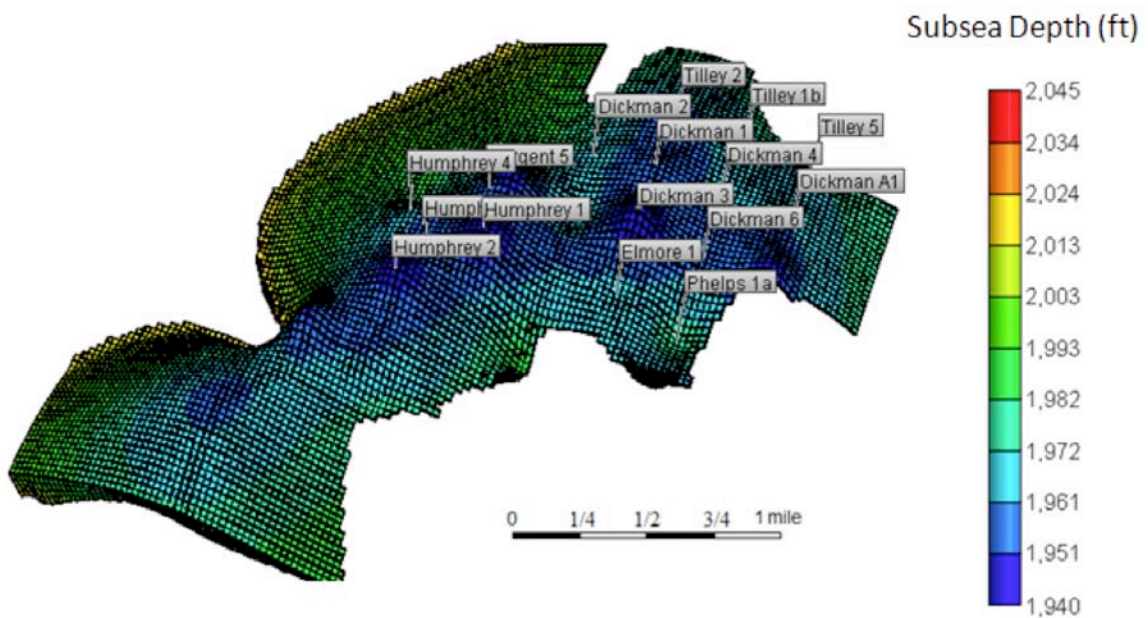 Subsea Depth (ft)
Tilley 2
Tilley 1b
Dickman 2
Tilley 5
Dickman 1
Dickman 4
Humphrey 4
rgent 5
Dickman A1
Dickman 3
Humph
Humphrey 1
Dickman 6
Humphrey 2
Elmore 1
Phelps 1a
0 1/4 1/2 3/4 1 mile
2,045
2,034
2,024
2,013
2,003
1,993
1,982
1,972
1,961
1,951
1,940